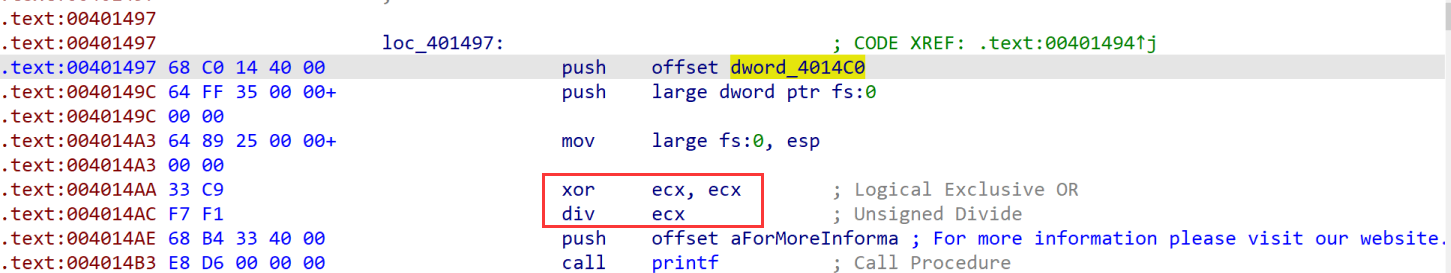 .text:00401497
.text:00401497 loc_401497: ; CODE XREF: .text:00401494↑j
.text:00401497 68 C0 14 40 00 push offset dword_4014C0
.text:0040149C 64 FF 35 00 00+ push large dword ptr fs:0
.text:0040149C 00 00
.text:004014A3 64 89 25 00 00+ mov large fs:0, esp
.text:004014A3 00 00
.text:004014AA 33 C9 xor ecx, ecx ; Logical Exclusive OR
.text:004014AC F7 F1 div ecx ; Unsigned Divide
.text:004014AE 68 B4 33 40 00 push offset aForMoreInforma ; For more information please visit our website.
.text:004014B3 E8 D6 00 00 00 call printf ; Call Procedure